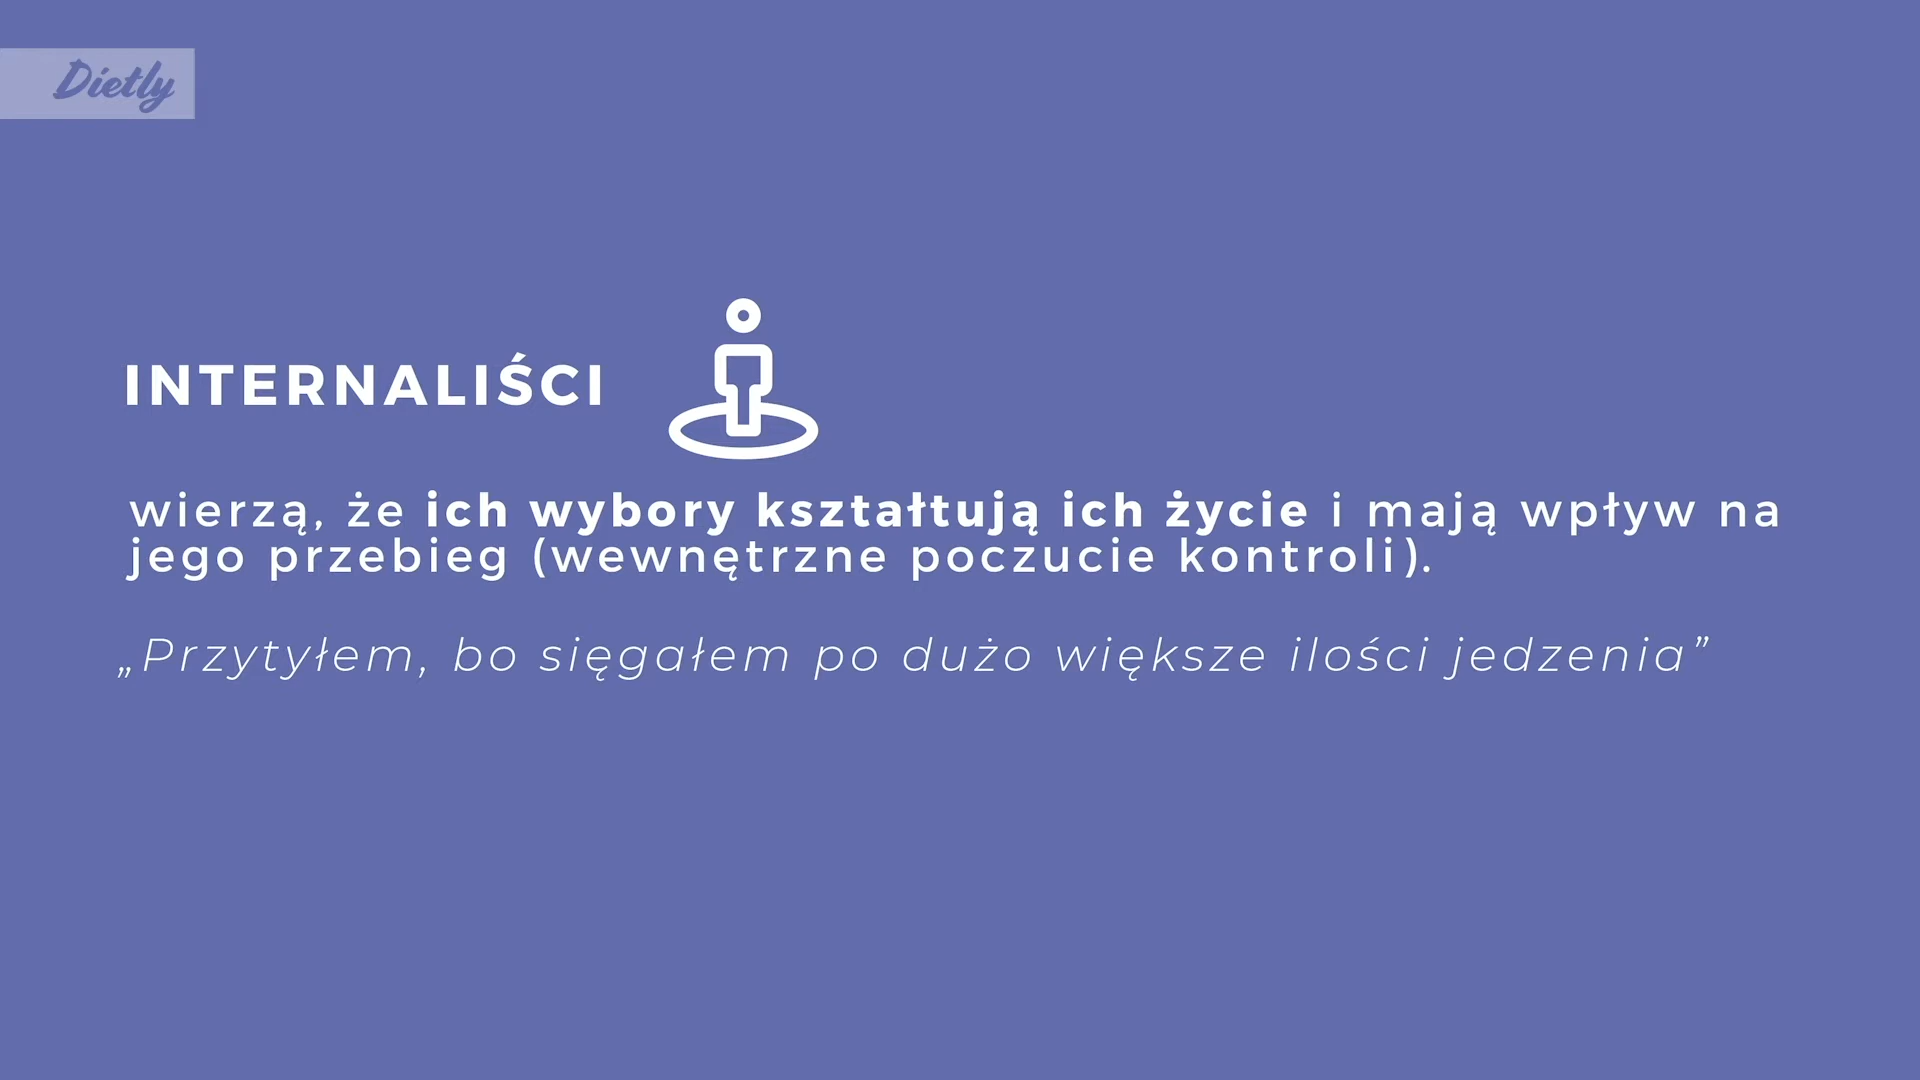 Dietly
INTERNALIŚCI
wierzą, że ich wybory kształtują ich życie i mają wpływ na
jego przebieg (wewnętrzne poczucie kontroli).
„Przytyłem, bo sięgałem po dużo większe ilości jedzenia”